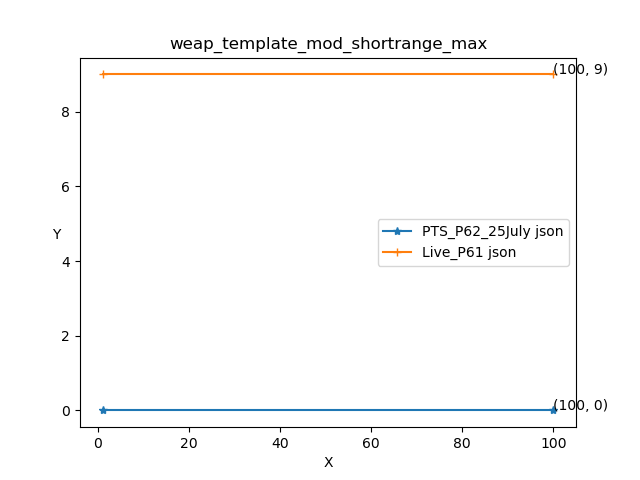 weap_template_mod_shortrange_max
(100, 9)
8
6
PTS_P62_25July json
Y
Live_P61 json
4
2
(100, 0)
0
0 20 40 60 80 100
X